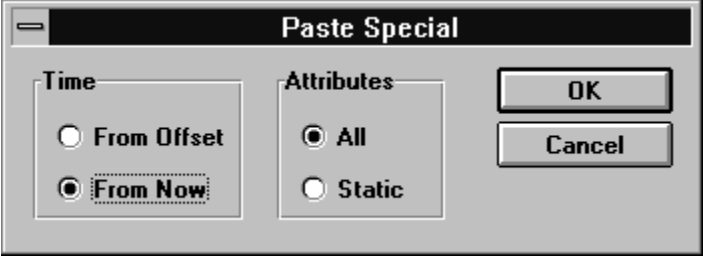 Paste Special
Time
From Offset
From Now
Attributes
All
Static
OK
Cancel